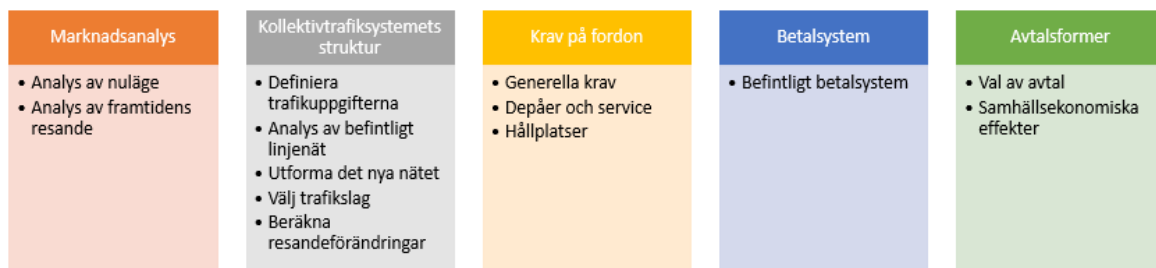 Marknadsanalys
• Analys av nuläge
• Analys av framtidens
resande
Kollektivtrafiksystemets
struktur
• Definiera
trafikuppgifterna
• Analys av befintligt
linjenät
• Utforma det nya nätet
• Välj trafikslag
• Beräkna
resandeförändringar
Krav på fordon
• Generella krav
• Depåer och service
• Hållplatser
Betalsystem
• Befintligt betalsystem
Avtalsformer
• Val av avtal
• Samhällsekonomiska
effekter